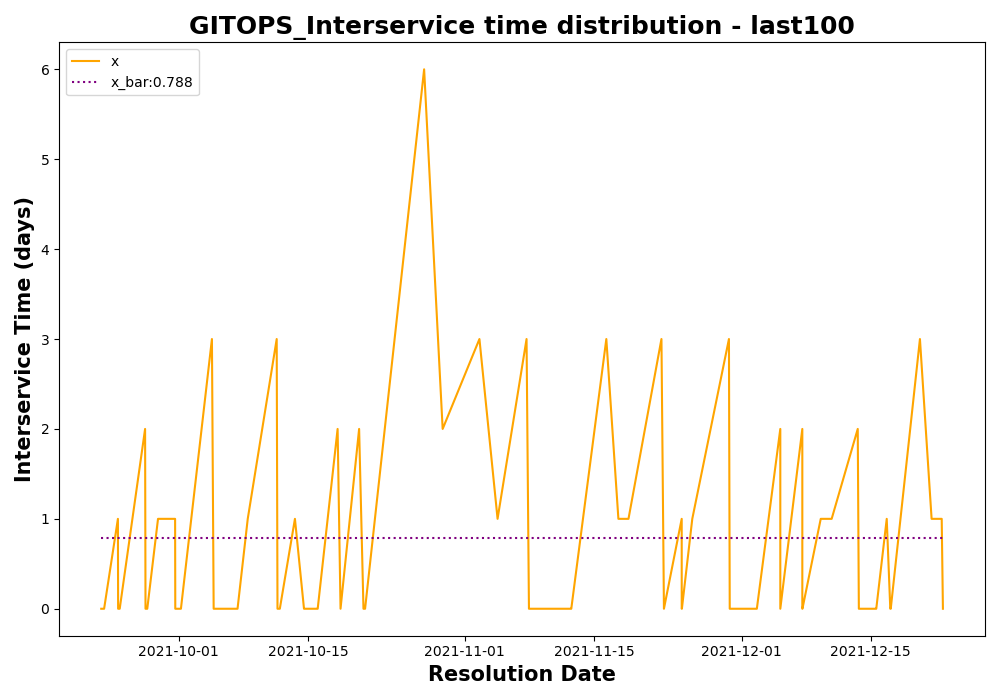 GITOPS_Interservice time distribution - last100
x
x_bar:0.788
Interservice Time (days)
6
5
4
3
2
1
0
2021-10-01
2021-10-15
2021-11-01
2021-11-15
2021-12-01
2021-12-15
Resolution Date